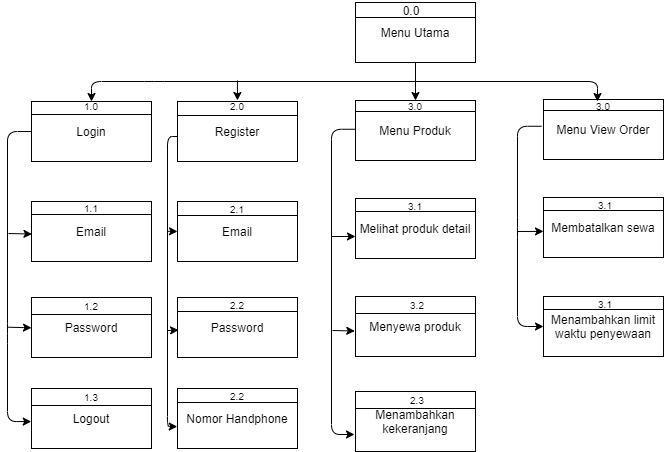 0.0
Menu Utama
1.0
Login
2.0
Register
3.0
Menu Produk
3.0
Menu View Order
1.1
Email
2.1
Email
3.1
Melihat produk detail
3.1
Membatalkan sewa
1.2
Password
2.2
Password
3.2
Menyewa produk
3.1
Menambahkan limit
waktu penyewaan
1.3
Logout
2.2
Nomor Handphone
2.3
Menambahkan
kekeranjang